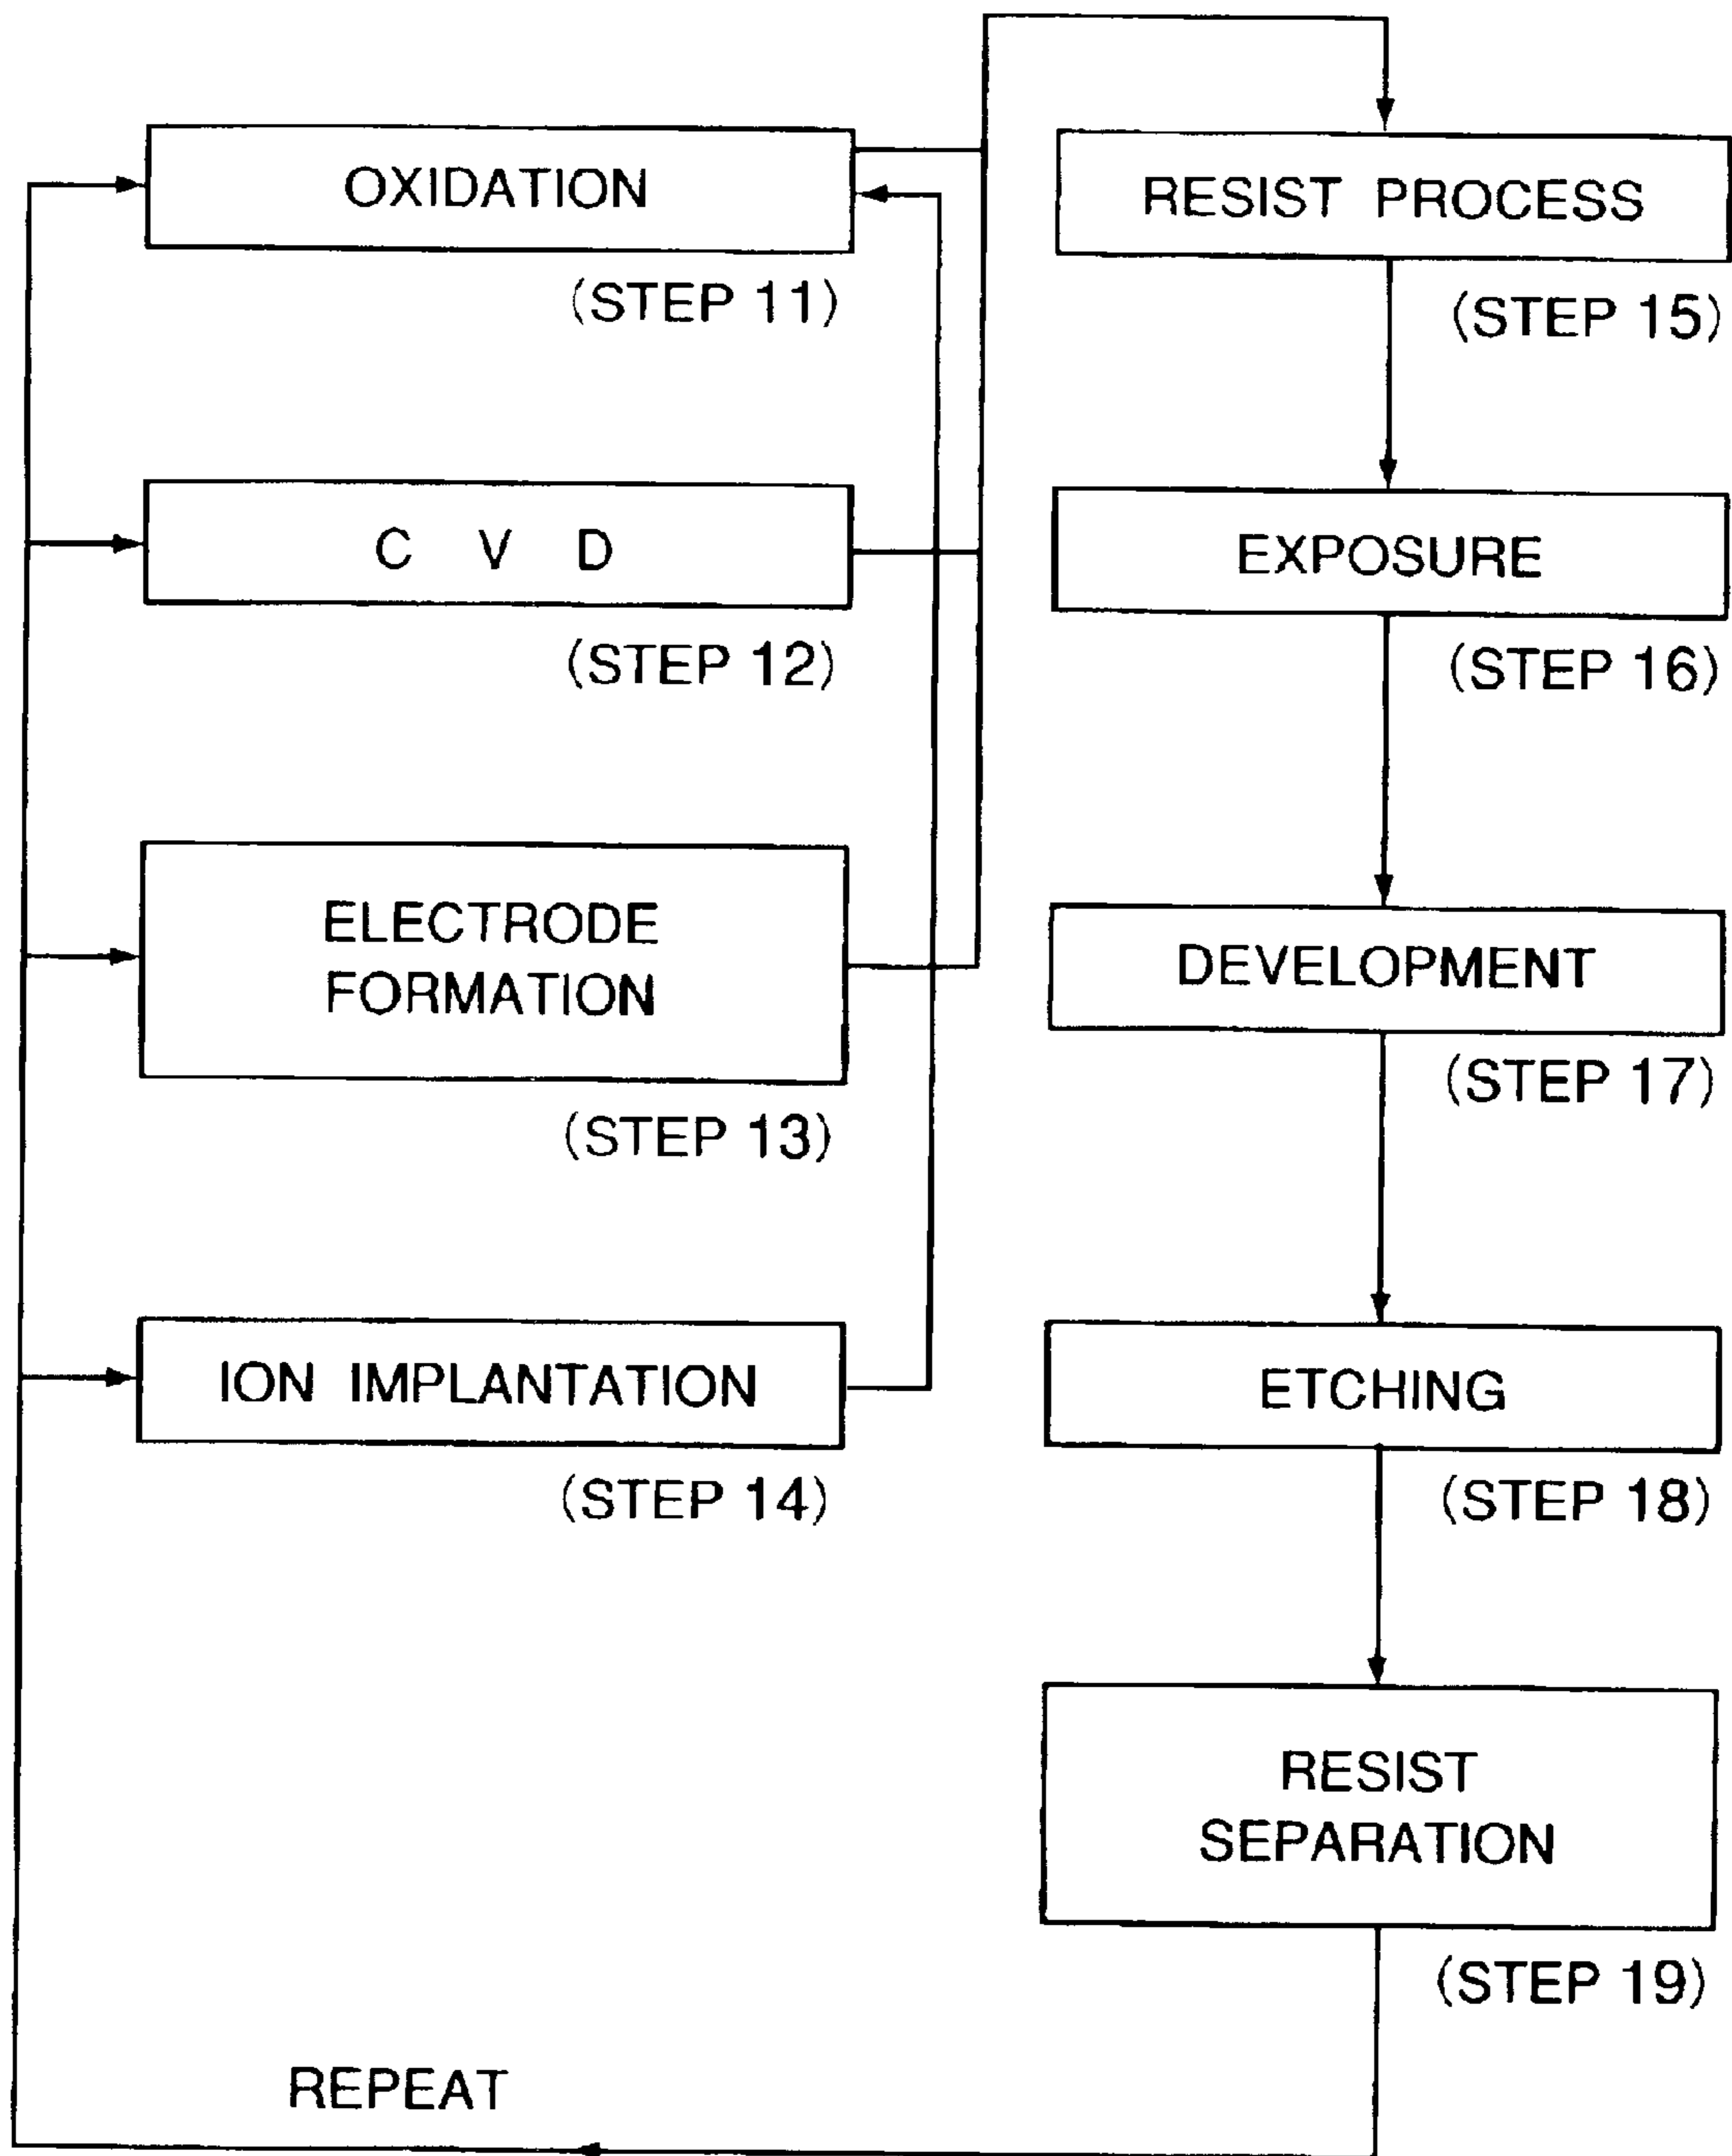 OXIDATION
(STEP 11)
C V D
(STEP 12)
ELECTRODE
FORMATION
(STEP 13)
ION IMPLANTATION
(STEP 14)
RESIST PROCESS
(STEP 15)
EXPOSURE
(STEP 16)
DEVELOPMENT
(STEP 17)
ETCHING
(STEP 18)
RESIST
SEPARATION
(STEP 19)
REPEAT